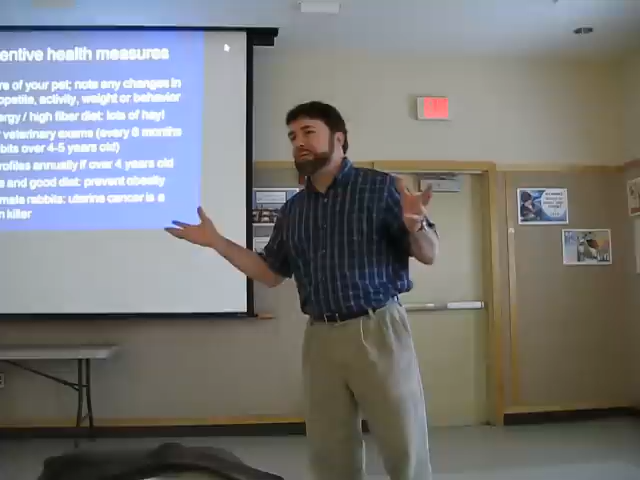 entive health measures
re of your pet; note any changes in
ppetite, activity, weight or behavior
ergy / high fiber diet: lots of hay!
veterinary exams (every 6 months
bits over 4-5 years old)
rofiles annually if over 4 years old
s and good diet: prevent obesity
male rabbits: uterine cancer is a
n killer